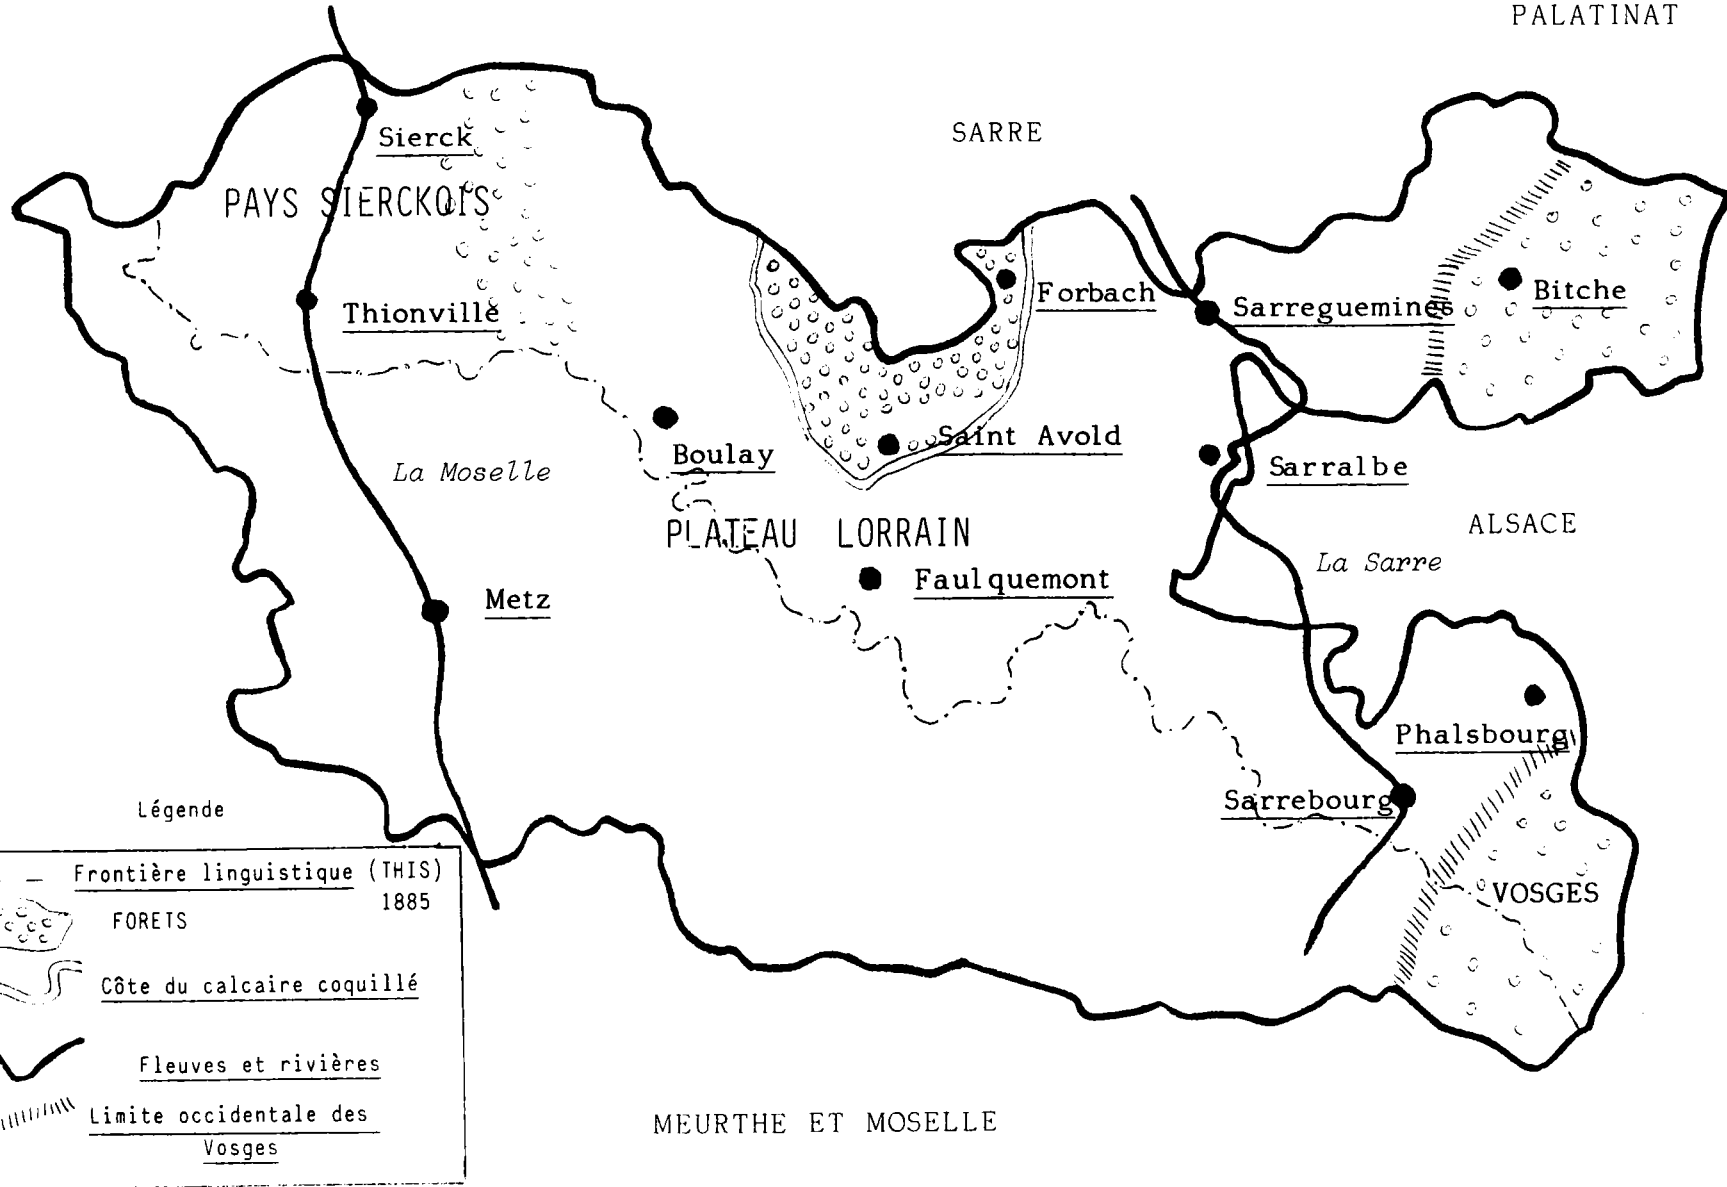 PALATINAT
SARRE
Sierck
PAYS SIERCKOIS
Thionville
Forbach
Sarreguemines
Bitche
Boulay
La Moselle
Saint Avold
Sarralbe
PLATEAU LORRAIN
ALSACE
La Sarre
Faulquemont
Metz
Phalsbourg
Sarrebourg
VOSGES
Légende
Frontière linguistique (THIS)
1885
FORETS
Côte du calcaire coquillé
Fleuves et rivières
Limite occidentale des
Vosges
MEURTHE ET MOSELLE